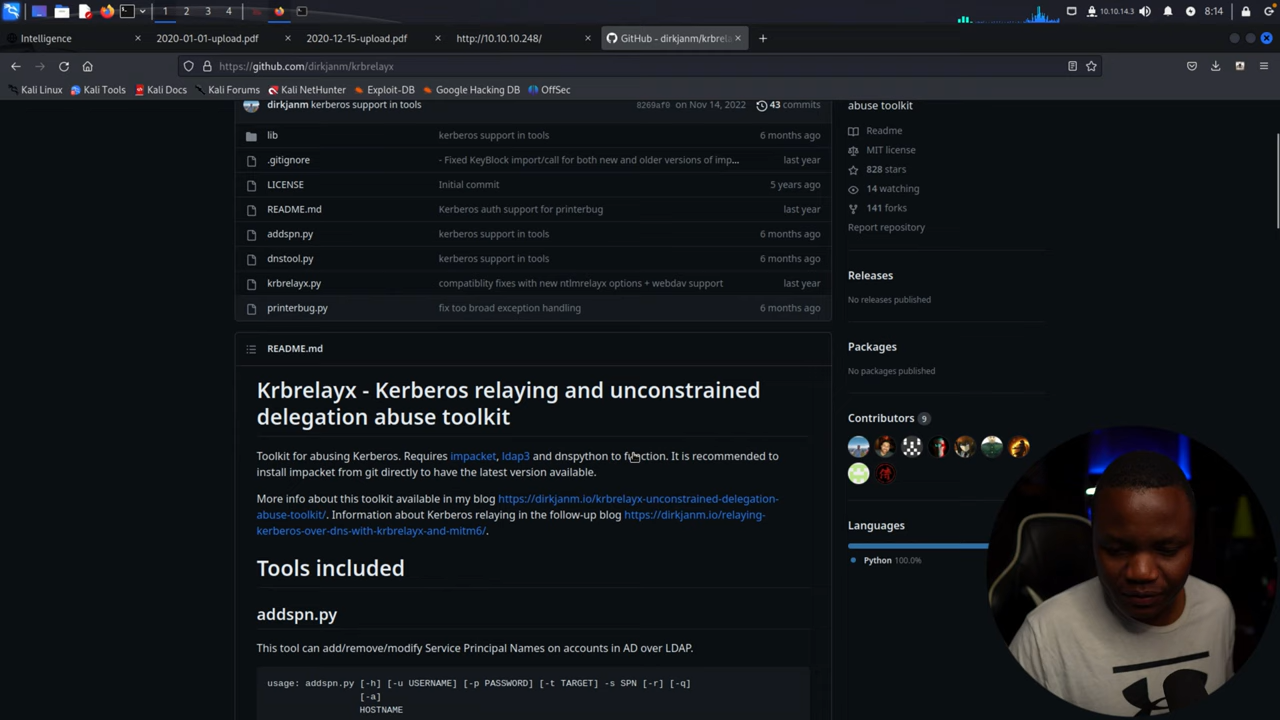 1 2 3 4 10.10.14.3 8:14
Intelligence 2020-01-01-upload.pdf 2020-12-15-upload.pdf http://10.10.10.248/ GitHub - dirkjanm/krbrela
https://github.com/dirkjanm/krbrelayx
Kali Linux Kali Tools Kali Docs Kali Forums Kali NetHunter Exploit-DB Google Hacking DB OffSec
dirkjanm kerberos support in tools 8269af0 on Nov 14, 2022 43 commits
lib kerberos support in tools 6 months ago
.gitignore - Fixed KeyBlock import/call for both new and older versions of imp... last year
LICENSE Initial commit 5 years ago
README.md Kerberos auth support for printerbug last year
addspn.py kerberos support in tools 6 months ago
dnstool.py kerberos support in tools 6 months ago
krbrelayx.py compatiblity fixes with new ntlmrelayx options + webdav support last year
printerbug.py fix too broad exception handling 6 months ago
README.md
Krbrelayx - Kerberos relaying and unconstrained
delegation abuse toolkit
Toolkit for abusing Kerberos. Requires impacket, ldap3 and dnspython to function. It is recommended to
install impacket from git directly to have the latest version available.
More info about this toolkit available in my blog https://dirkjanm.io/krbrelayx-unconstrained-delegation-
abuse-toolkit/. Information about Kerberos relaying in the follow-up blog https://dirkjanm.io/relaying-
kerberos-over-dns-with-krbrelayx-and-mitm6/.
Tools included
addspn.py
This tool can add/remove/modify Service Principal Names on accounts in AD over LDAP.
usage: addspn.py [-h] [-u USERNAME] [-p PASSWORD] [-t TARGET] -s SPN [-r] [-q]
[-a]
HOSTNAME
abuse toolkit
Readme
MIT license
828 stars
14 watching
141 forks
Report repository
Releases
No releases published
Packages
No packages published
Contributors 9
Languages
Python 100.0%